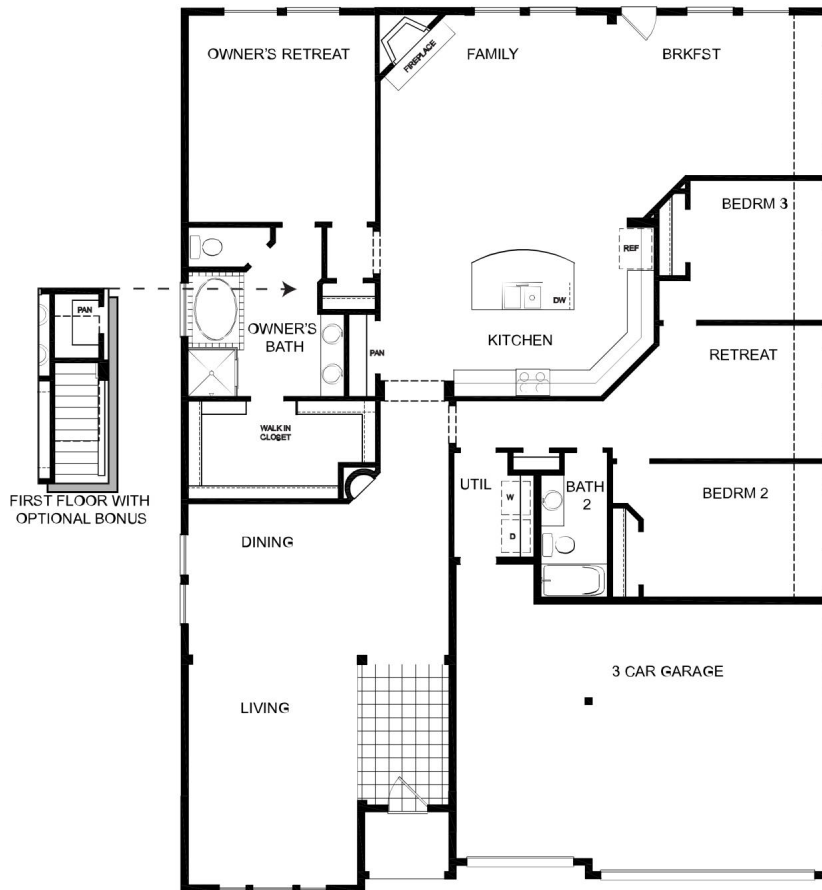 OWNER'S RETREAT
FIREPLACE
FAMILY
BRKFST
BEDRM 3
REF
PAN
DW
OWNER'S
BATH
PAN
KITCHEN
RETREAT
WALK IN
CLOSET
FIRST FLOOR WITH
OPTIONAL BONUS
UTIL
W
D
BATH
2
BEDRM 2
DINING
3 CAR GARAGE
LIVING